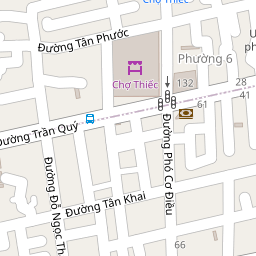 Chợ Thiếc
Đường Tân Phước
Phường 6
Chợ Thiếc
132
28
41
61
Đường Trần Quý
Đường Phó Cơ Điều
Đường Đỗ Ngọc Th
Đường Tân Khai
66